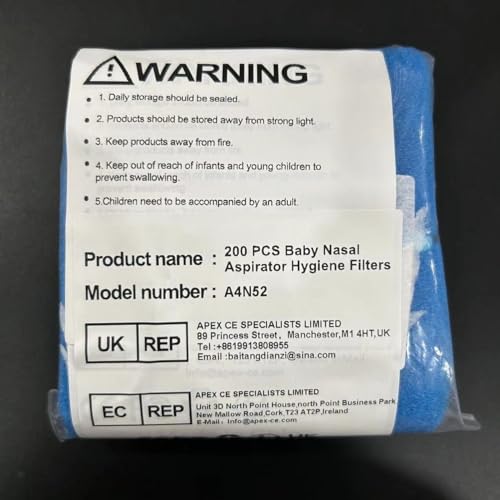 WARNING
• 1. Daily storage should be sealed.
• 2. Products should be stored away from strong light.
• 3. Keep products away from fire.
• 4. Keep out of reach of infants and young children to
prevent swallowing.
• 5.Children need to be accompanied by an adult.
Product name : 200 PCS Baby Nasal
Aspirator Hygiene Filters
Model number : A4N52
UK REP
APEX CE SPECIALISTS LIMITED
89 Princess Street, Manchester,M1 4HT,UK
Tel:+8619913808955
Email:baitangdianzi@sina.com
EC REP
APEX CE SPECIALISTS LIMITED
Unit 3D North Point House,north Point Business Park,
New Mallow Road,Cork,T23 AT2P,Ireland
E-Mail:info@apex-ce.com